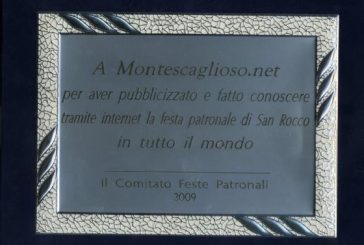 A Montescaglioso.net
per aver pubblicizzato e fatto conoscere
tramite internet la festa patronale di San Rocco
in tutto il mondo
Il Comitato Feste Patronali
2009